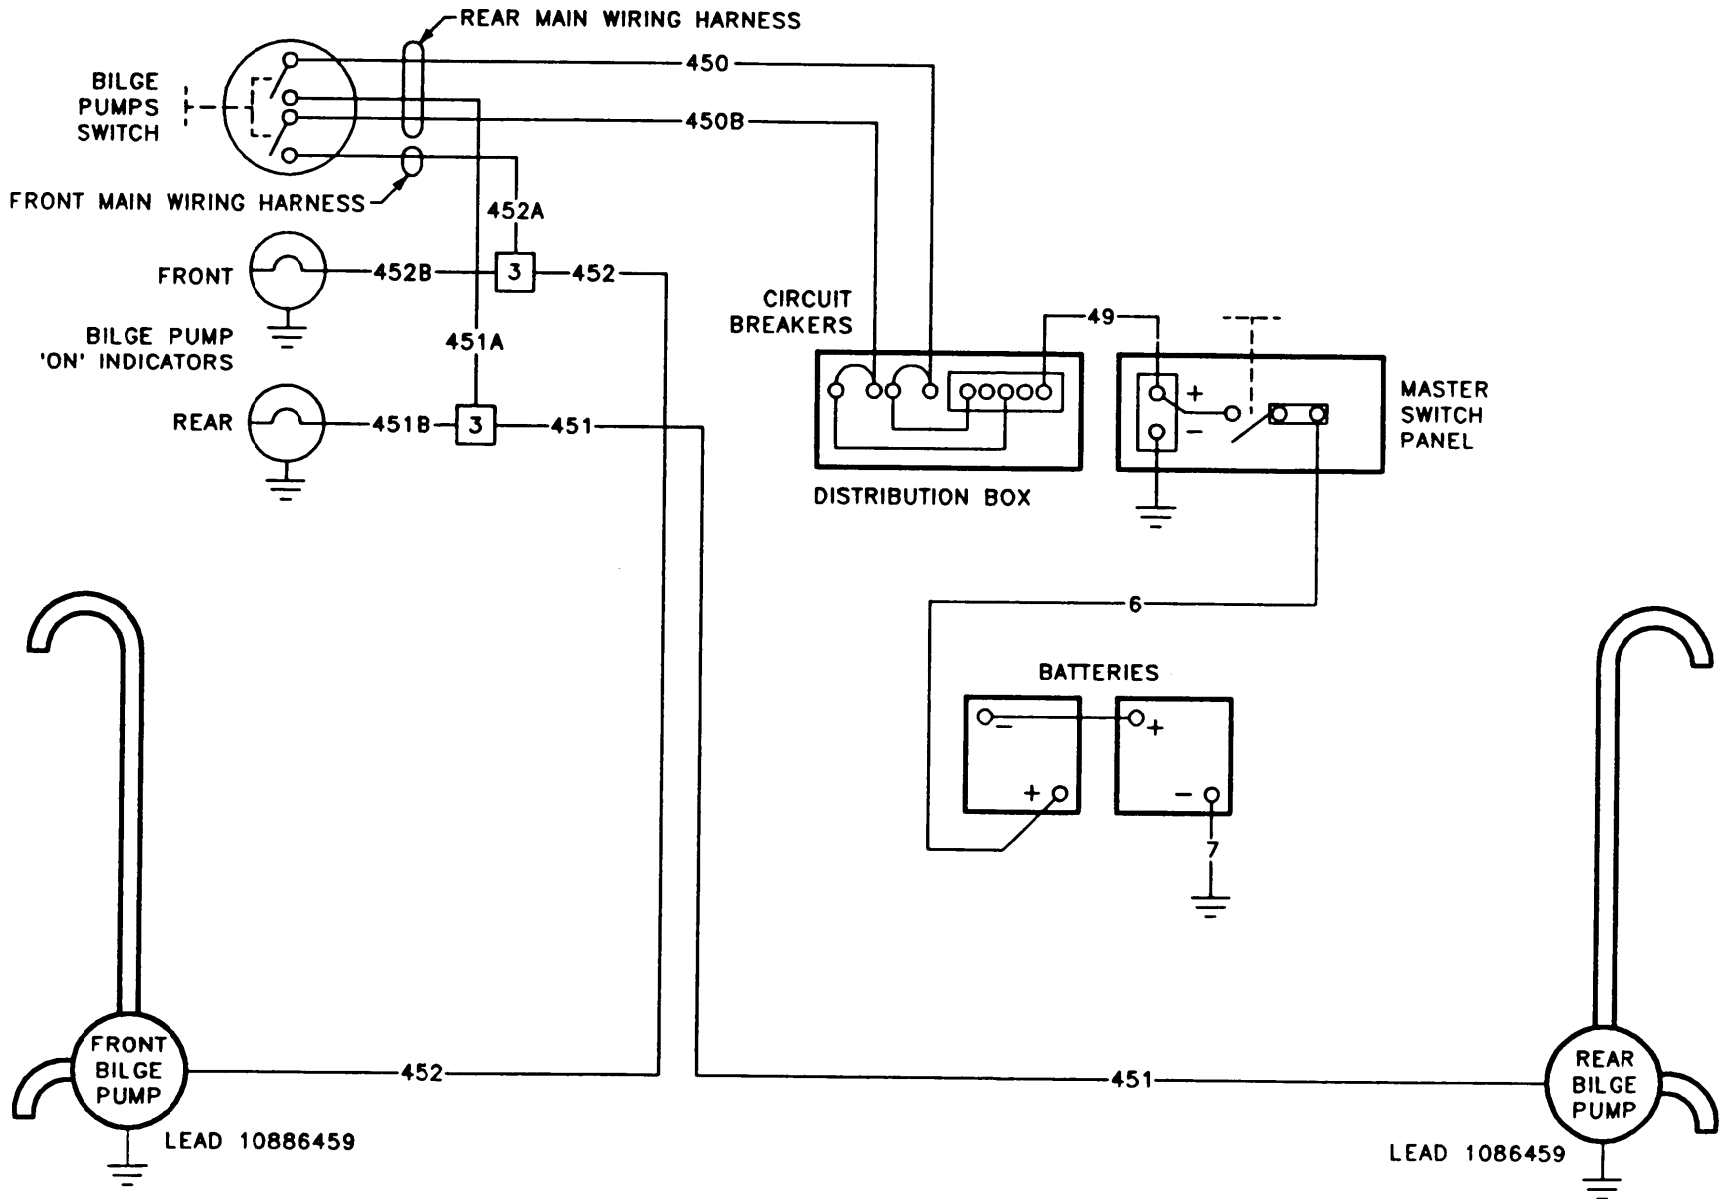 REAR MAIN WIRING HARNESS
450
BILGE
PUMPS
SWITCH
450B
FRONT MAIN WIRING HARNESS
452A
FRONT
452B
3
452
BILGE PUMP
'ON' INDICATORS
451A
REAR
451B
3
451
CIRCUIT
BREAKERS
49
+
-
MASTER
SWITCH
PANEL
DISTRIBUTION BOX
6
BATTERIES
-
+
+
-
7
FRONT
BILGE
PUMP
452
LEAD 10886459
451
REAR
BILGE
PUMP
LEAD 1086459